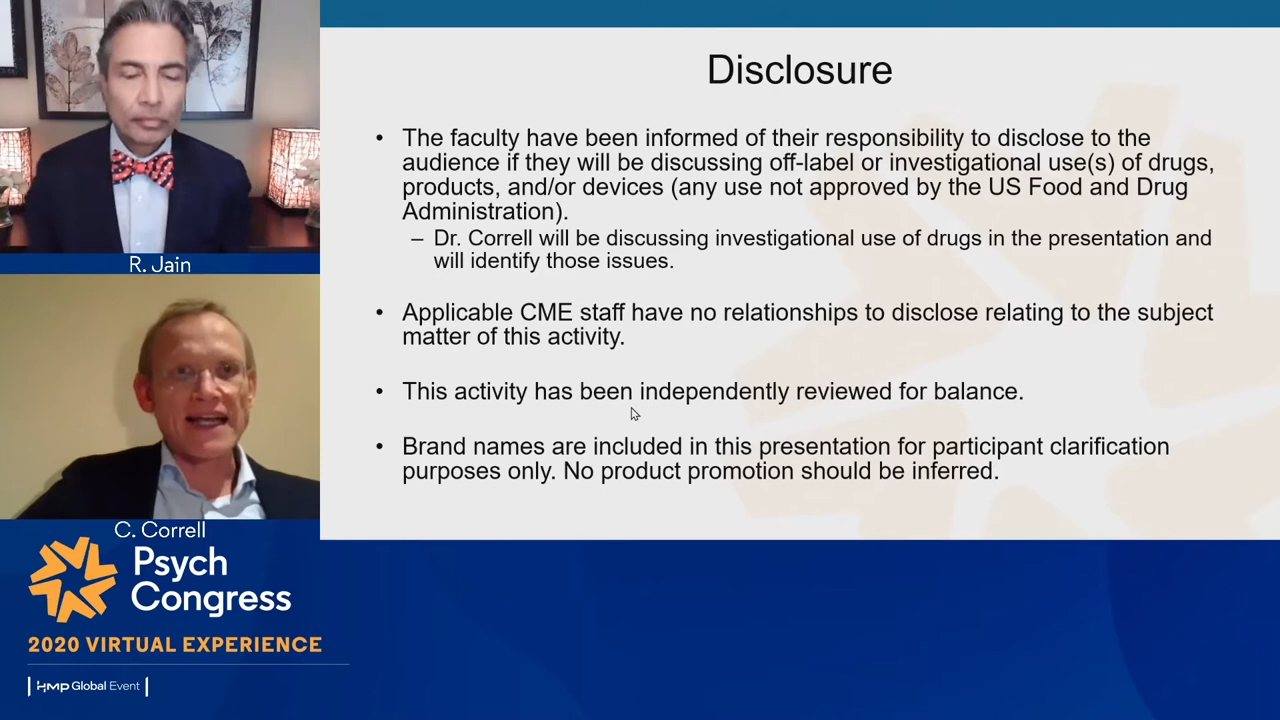 R. Jain
C. Correll
Psych
Congress
2020 VIRTUAL EXPERIENCE
HMP Global Event
Disclosure
• The faculty have been informed of their responsibility to disclose to the
audience if they will be discussing off-label or investigational use(s) of drugs,
products, and/or devices (any use not approved by the US Food and Drug
Administration).
– Dr. Correll will be discussing investigational use of drugs in the presentation and
will identify those issues.
• Applicable CME staff have no relationships to disclose relating to the subject
matter of this activity.
• This activity has been independently reviewed for balance.
• Brand names are included in this presentation for participant clarification
purposes only. No product promotion should be inferred.